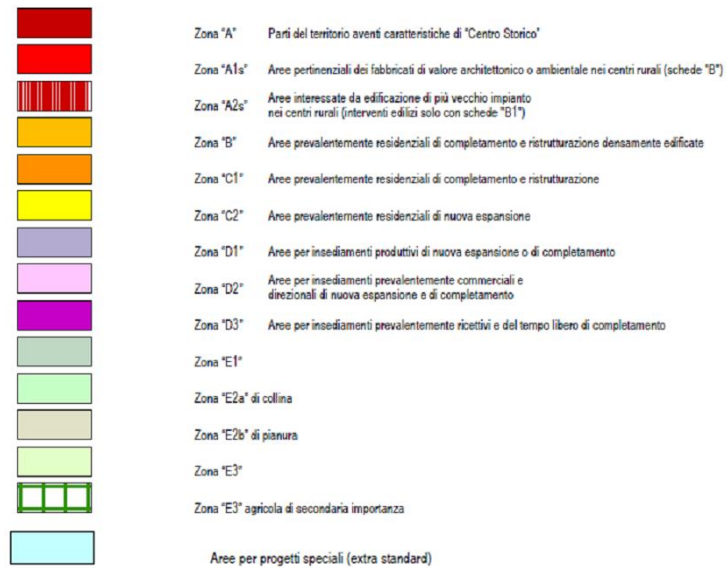 Zona "A" Parti del territorio aventi caratteristiche di "Centro Storico"
Zona "A1s" Aree pertinenziali dei fabbricati di valore architettonico o ambientale nei centri rurali (schede "B")
Zona "A2s" Aree interessate da edificazione di più vecchio impianto
nei centri rurali (interventi edilizi solo con schede "B1")
Zona "B" Aree prevalentemente residenziali di completamento e ristrutturazione densamente edificate
Zona "C1" Aree prevalentemente residenziali di completamento e ristrutturazione
Zona "C2" Aree prevalentemente residenziali di nuova espansione
Zona "D1" Aree per insediamenti produttivi di nuova espansione o di completamento
Zona "D2" Aree per insediamenti prevalentemente commerciali e
direzionali di nuova espansione e di completamento
Zona "D3" Aree per insediamenti prevalentemente ricettivi e del tempo libero di completamento
Zona "E1"
Zona "E2a" di collina
Zona "E2b" di pianura
Zona "E3"
Zona "E3" agricola di secondaria importanza
Aree per progetti speciali (extra standard)